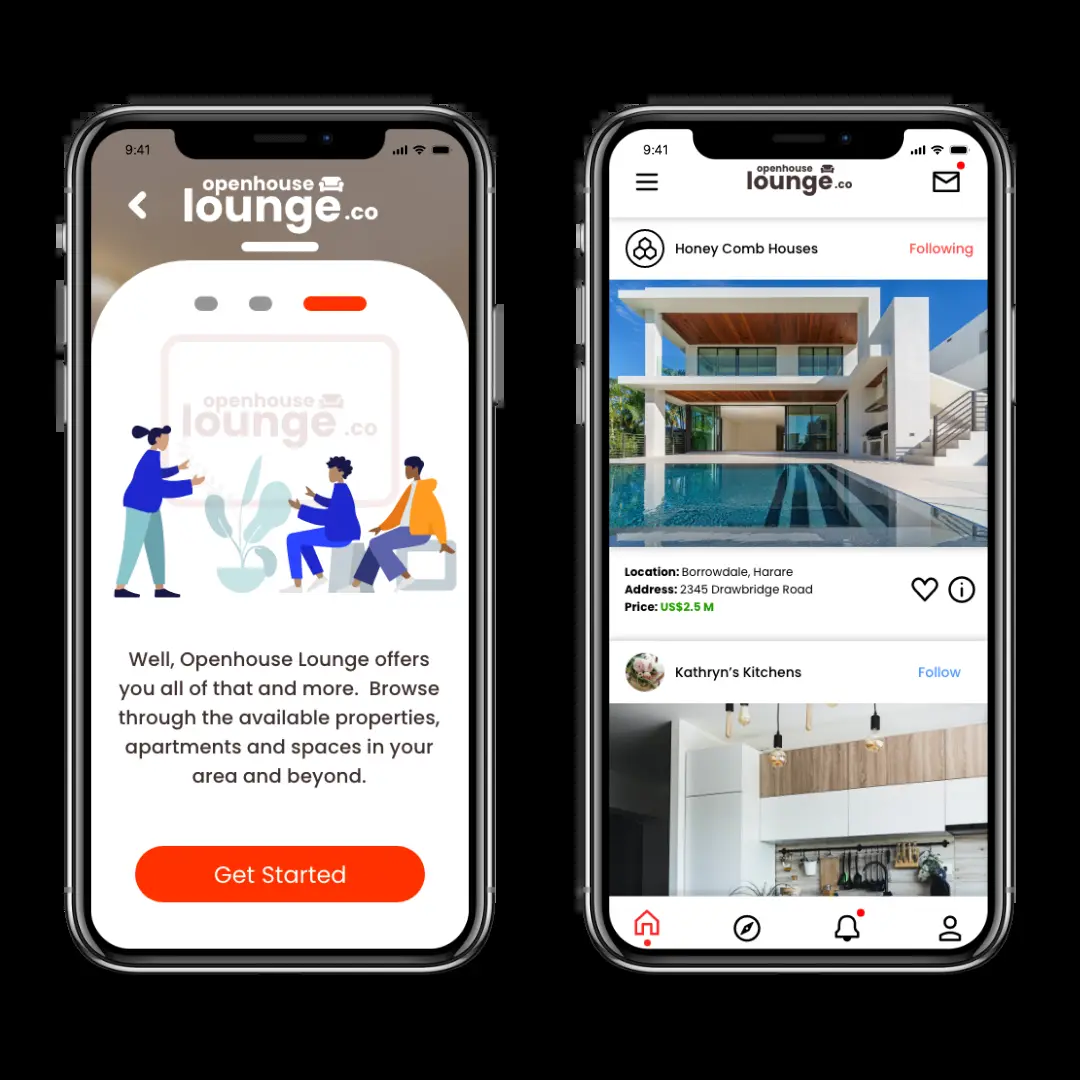 9:41
openhouse
lounge.co
openhouse
lounge.co
Well, Openhouse Lounge offers
you all of that and more. Browse
through the available properties,
apartments and spaces in your
area and beyond.
Get Started
9:41
openhouse
lounge.co
Honey Comb Houses
Following
Location: Borrowdale, Harare
Address: 2345 Drawbridge Road
Price: US$2.5 M
Kathryn’s Kitchens
Follow